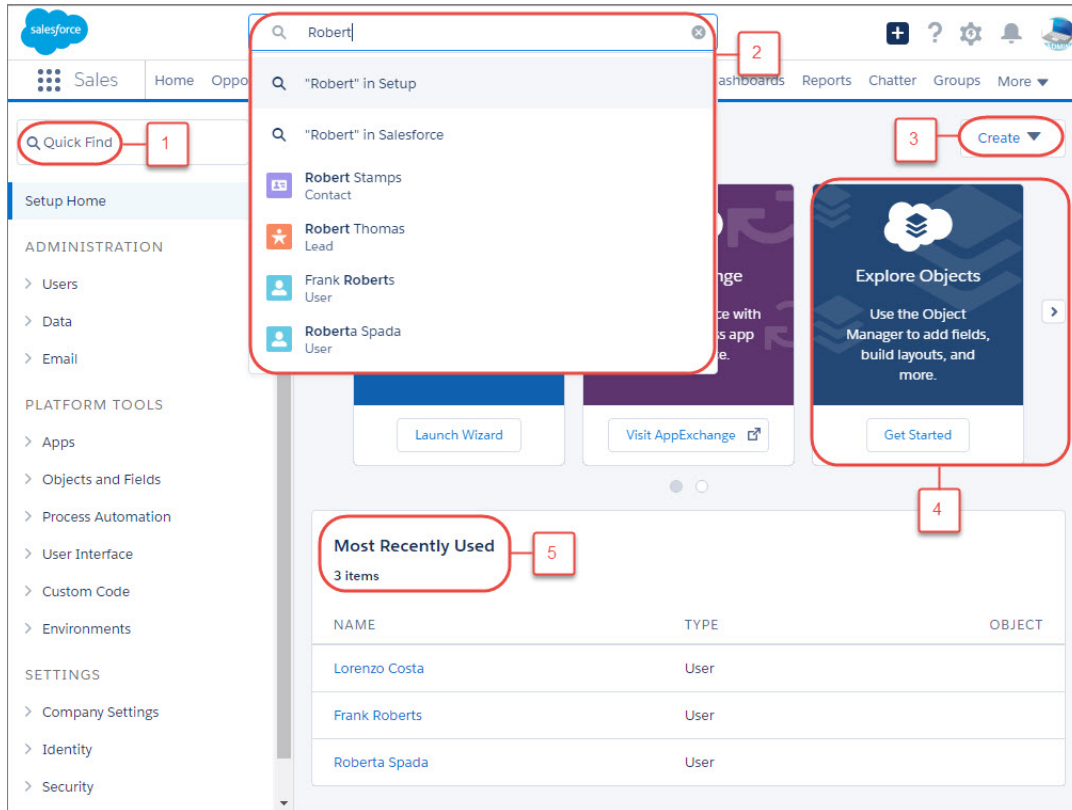 salesforce
Robert
2
Sales
Home
Oppo
"Robert" in Setup
ashboards
Reports
Chatter
Groups
More
Quick Find
1
"Robert" in Salesforce
3
Create
Robert Stamps
Contact
Setup Home
Robert Thomas
Lead
ADMINISTRATION
Users
Frank Roberts
User
nge
Explore Objects
Data
Roberta Spada
User
ce with
s app
e.
Use the Object
Manager to add fields,
build layouts, and
more.
Email
PLATFORM TOOLS
Apps
Launch Wizard
Visit AppExchange
Get Started
Objects and Fields
Process Automation
4
User Interface
Most Recently Used
3 items
5
Custom Code
Environments
NAME
TYPE
OBJECT
SETTINGS
Lorenzo Costa
User
Company Settings
Frank Roberts
User
Identity
Roberta Spada
User
Security